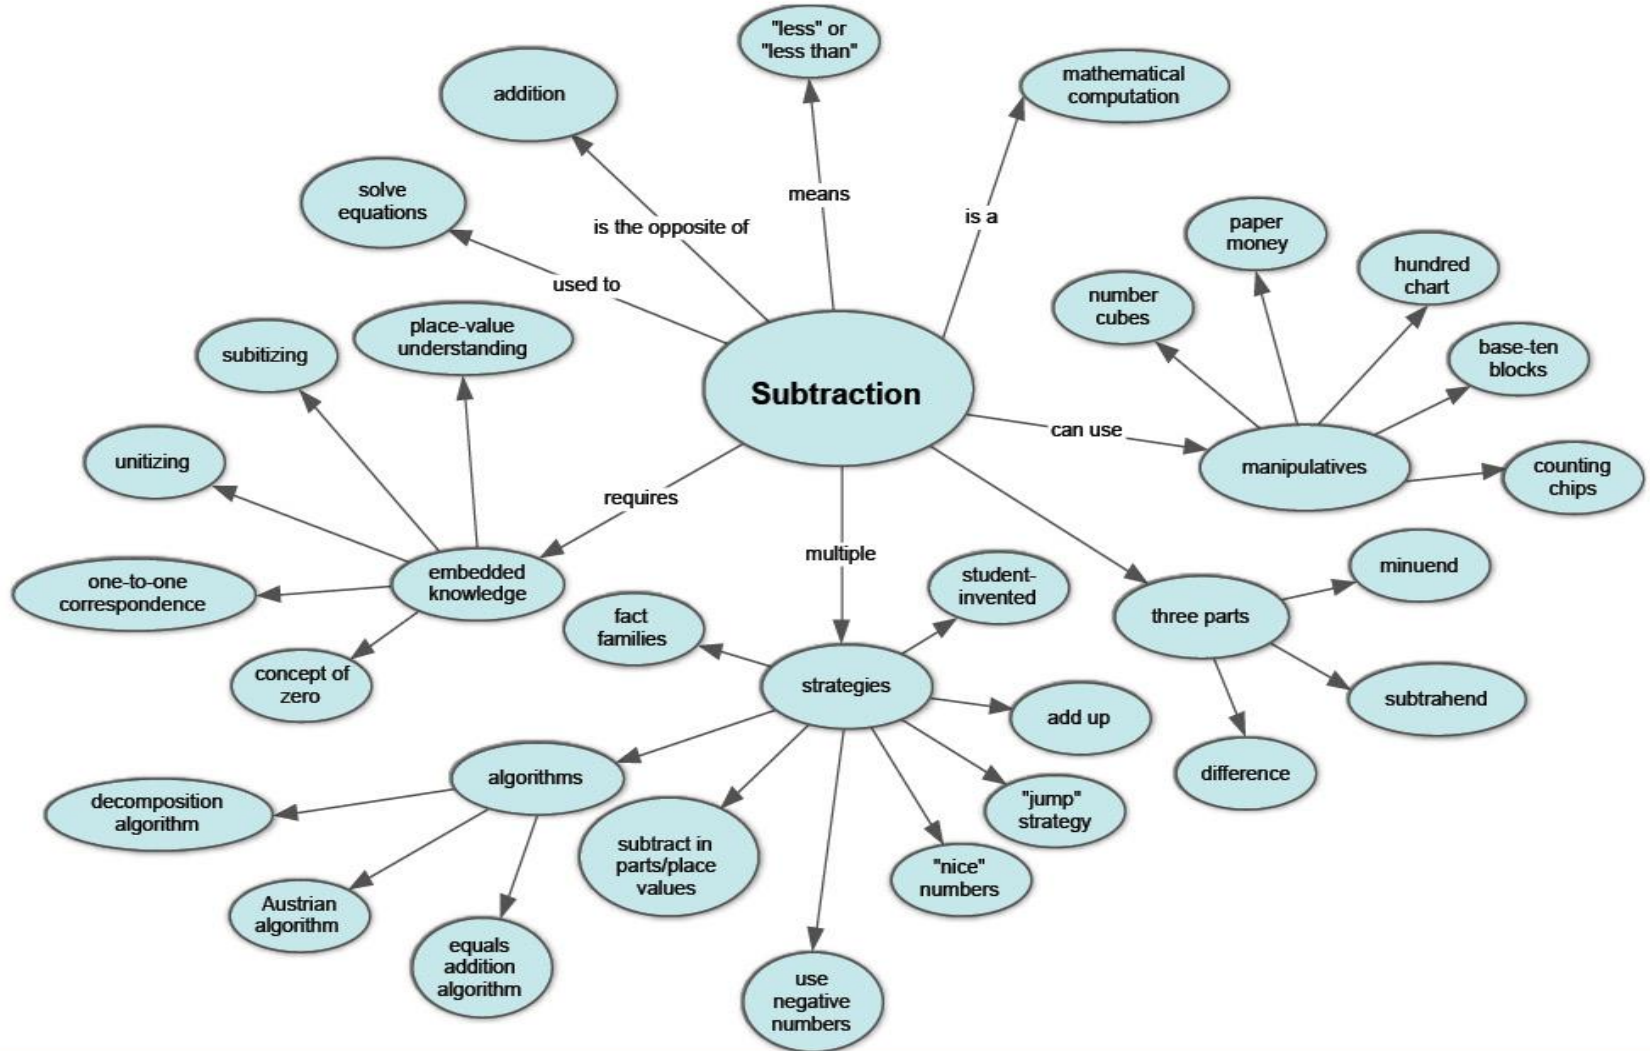 "less" or
"less than"
addition
mathematical
computation
solve
equations
means
is a
is the opposite of
used to
paper
money
hundred
chart
number
cubes
place-value
understanding
subitizing
base-ten
blocks
Subtraction
can use
unitizing
manipulatives
counting
chips
requires
multiple
embedded
knowledge
one-to-one
correspondence
student-
invented
minuend
fact
families
three parts
concept of
zero
strategies
subtrahend
add up
algorithms
difference
decomposition
algorithm
"jump"
strategy
subtract in
parts/place
values
"nice"
numbers
Austrian
algorithm
equals
addition
algorithm
use
negative
numbers